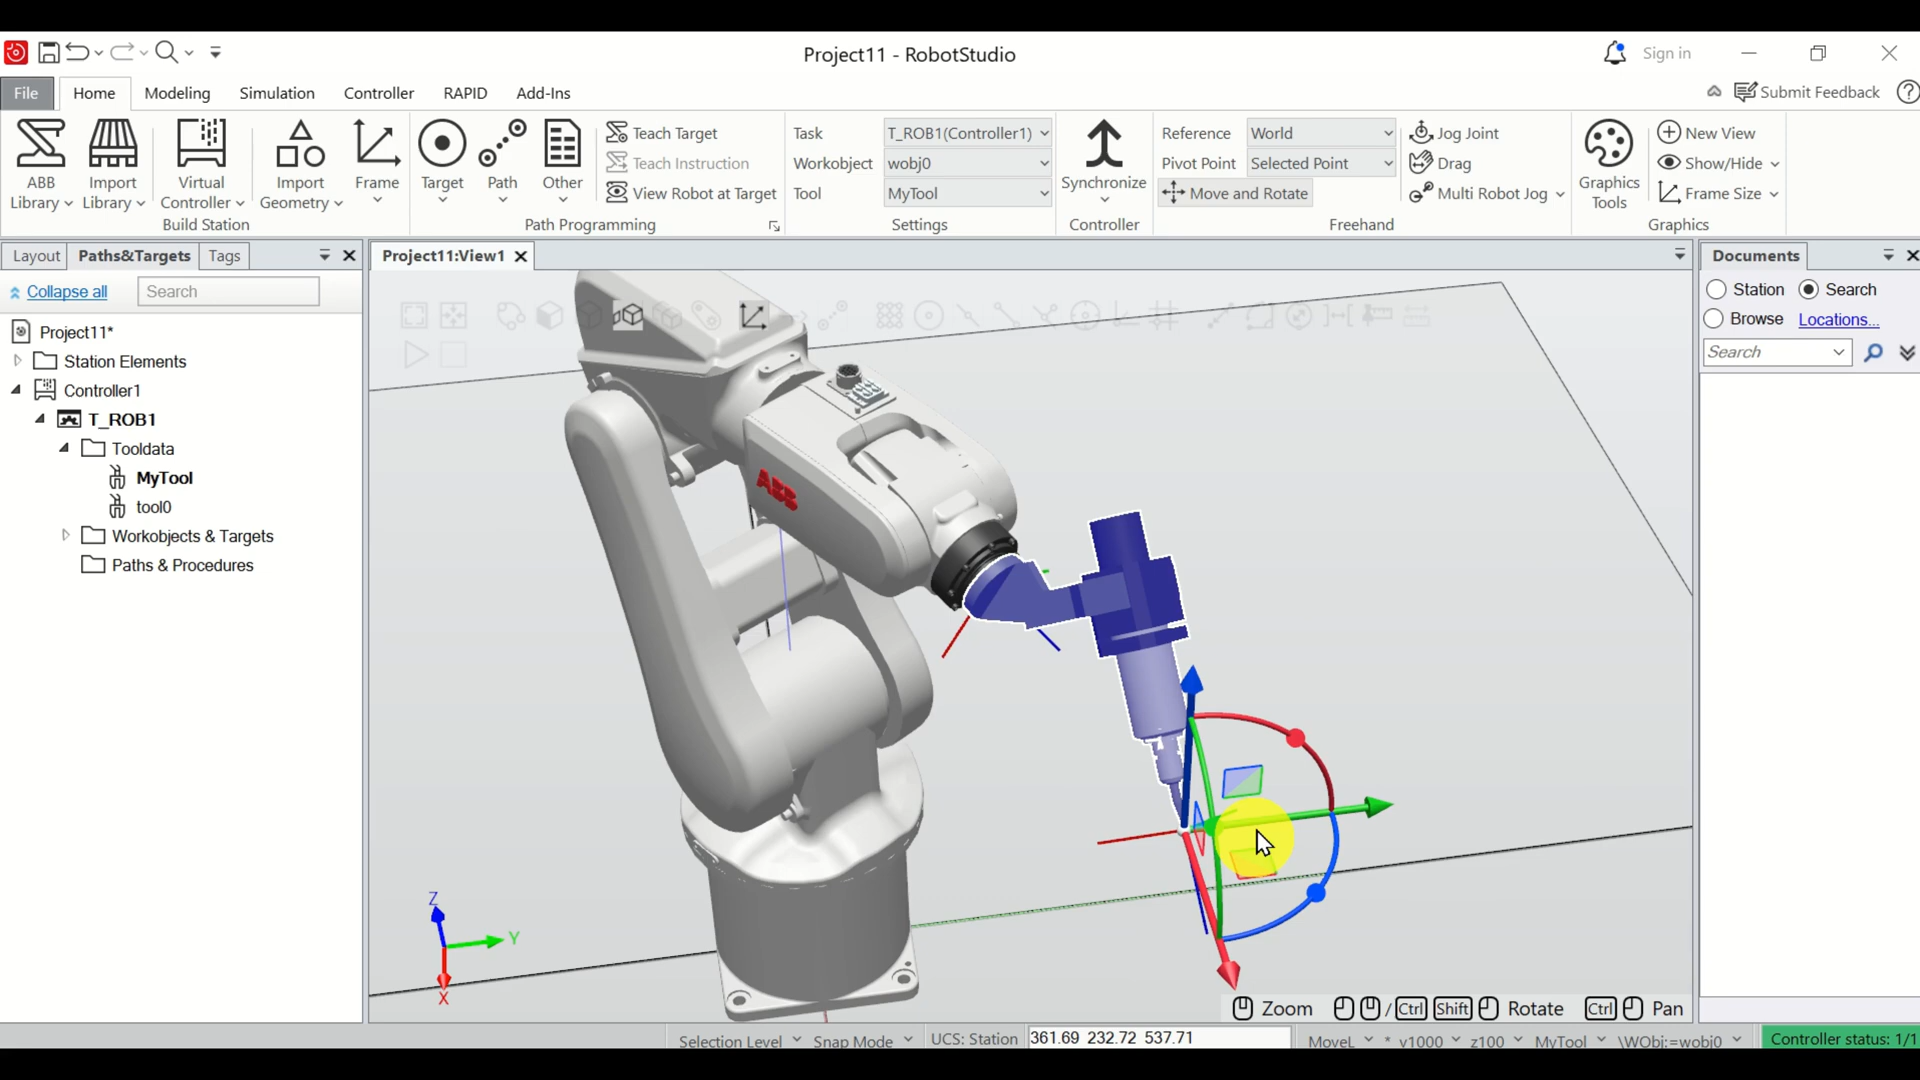 Project11 - RobotStudio
Sign in
File Home Modeling Simulation Controller RAPID Add-Ins
Submit Feedback
ABB Library
Import Library
Virtual Controller
Build Station
Import Geometry
Frame
Target
Path
Other
Teach Target
Teach Instruction
View Robot at Target
Path Programming
Task T_ROB1(Controller1)
Workobject wobj0
Tool MyTool
Settings
Synchronize
Controller
Reference World
Pivot Point Selected Point
Move and Rotate
Jog Joint
Drag
Multi Robot Jog
Freehand
Graphics Tools
New View
Show/Hide
Frame Size
Graphics
Layout Paths&Targets Tags
Collapse all Search
Project11*
Station Elements
Controller1
T_ROB1
Tooldata
MyTool
tool0
Workobjects & Targets
Paths & Procedures
Project11:View1
ABB
Z
Y
X
Zoom / Ctrl Shift Rotate Ctrl Pan
Documents
Station Search
Browse Locations...
Search
Selection Level Snap Mode UCS: Station 361.69 232.72 537.71 MoveL * v1000 z100 MyTool \WObj:=wobj0 Controller status: 1/1